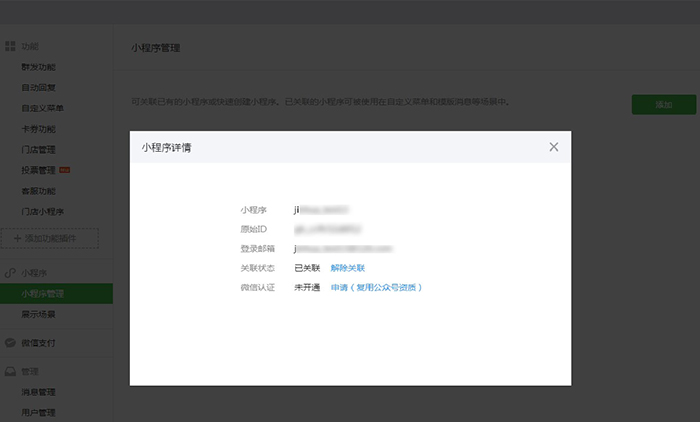 功能
群发功能
自动回复
自定义菜单
卡券功能
门店管理
投票管理
客服功能
门店小程序
+ 添加功能插件
小程序
小程序管理
展示场景
微信支付
管理
消息管理
用户管理
小程序管理
可关联已有的小程序或快速创建小程序。已关联的小程序可被使用在自定义菜单和模版消息等场景中。
添加
小程序详情
小程序 ji
原始ID
登录邮箱
关联状态 已关联 解除关联
微信认证 未开通 申请（复用公众号资质）